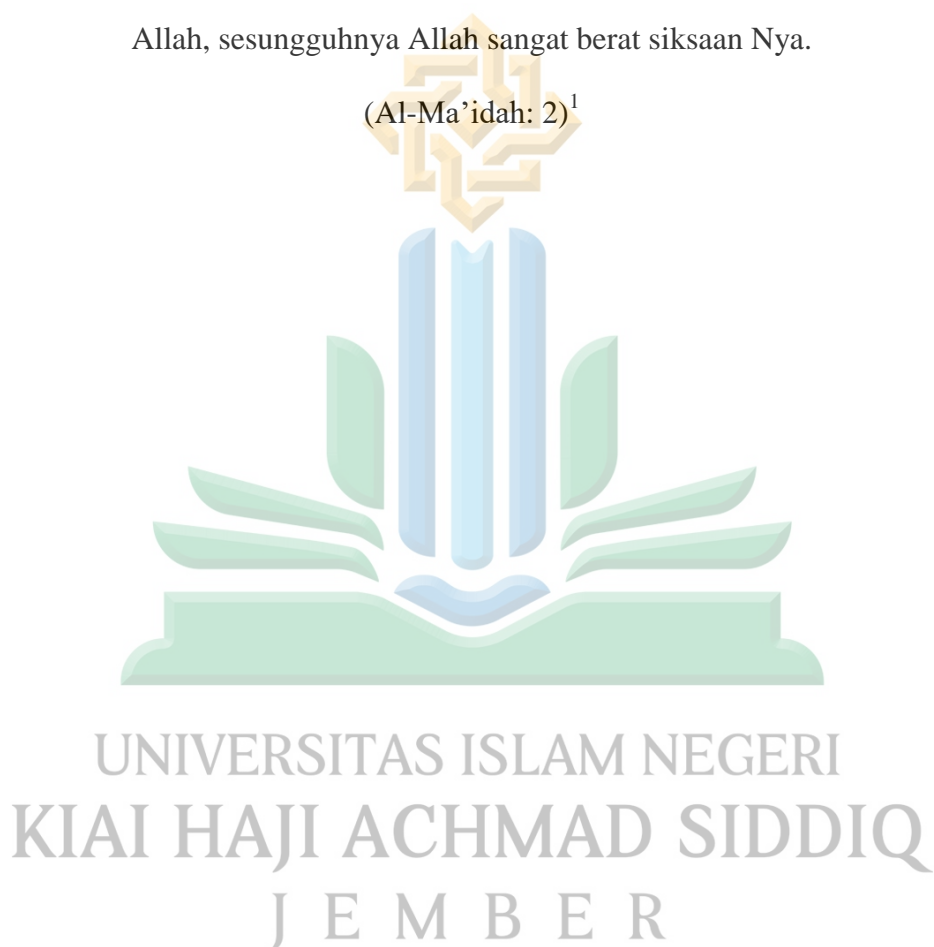 Allah, sesungguhnya Allah sangat berat siksaan Nya.
(Al-Ma’idah: 2)1
UNIVERSITAS ISLAM NEGERI
KIAI HAJI ACHMAD SIDDIQ
J E M B E R